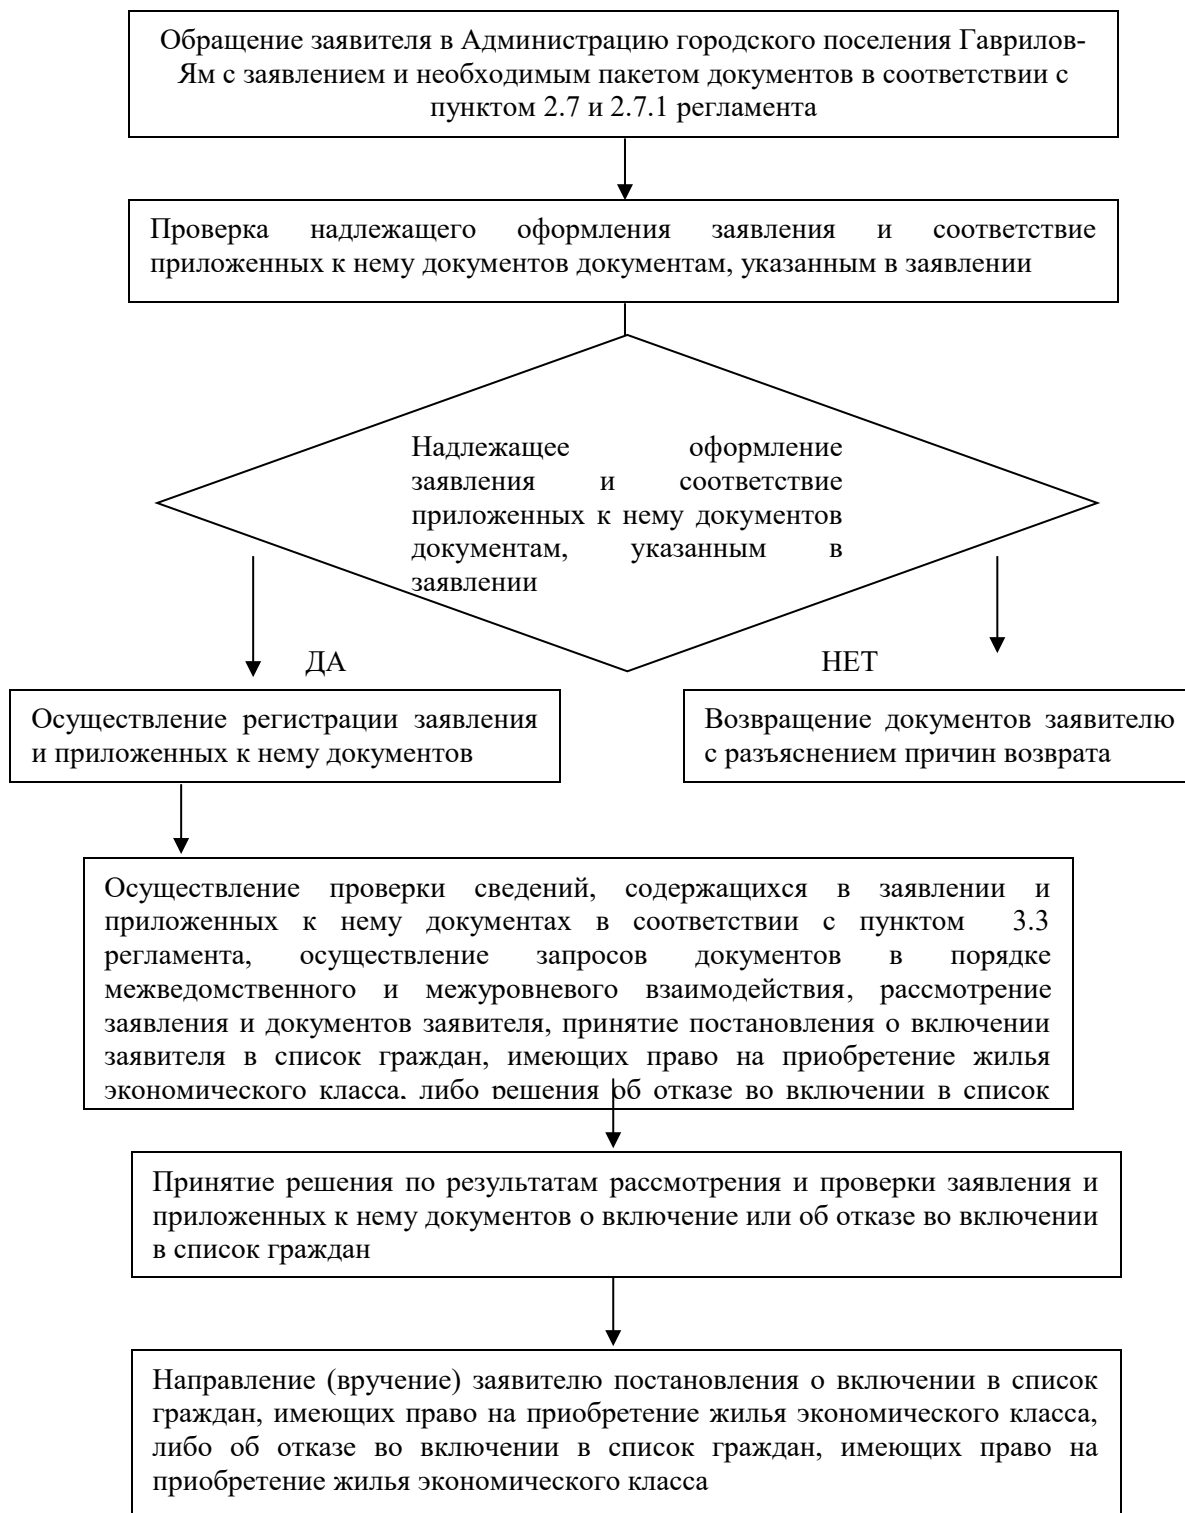 Обращение заявителя в Администрацию городского поселения Гаврилов-
Ям с заявлением и необходимым пакетом документов в соответствии с
пунктом 2.7 и 2.7.1 регламента
Проверка надлежащего оформления заявления и соответствие
приложенных к нему документов документам, указанным в заявлении
Надлежащее оформление
заявления и соответствие
приложенных к нему документов
документам, указанным в
заявлении
ДА
НЕТ
Осуществление регистрации заявления
и приложенных к нему документов
Возвращение документов заявителю
с разъяснением причин возврата
Осуществление проверки сведений, содержащихся в заявлении и
приложенных к нему документах в соответствии с пунктом 3.3
регламента, осуществление запросов документов в порядке
межведомственного и межуровневого взаимодействия, рассмотрение
заявления и документов заявителя, принятие постановления о включении
заявителя в список граждан, имеющих право на приобретение жилья
экономического класса, либо решения об отказе во включении в список
Принятие решения по результатам рассмотрения и проверки заявления и
приложенных к нему документов о включение или об отказе во включении
в список граждан
Направление (вручение) заявителю постановления о включении в список
граждан, имеющих право на приобретение жилья экономического класса,
либо об отказе во включении в список граждан, имеющих право на
приобретение жилья экономического класса